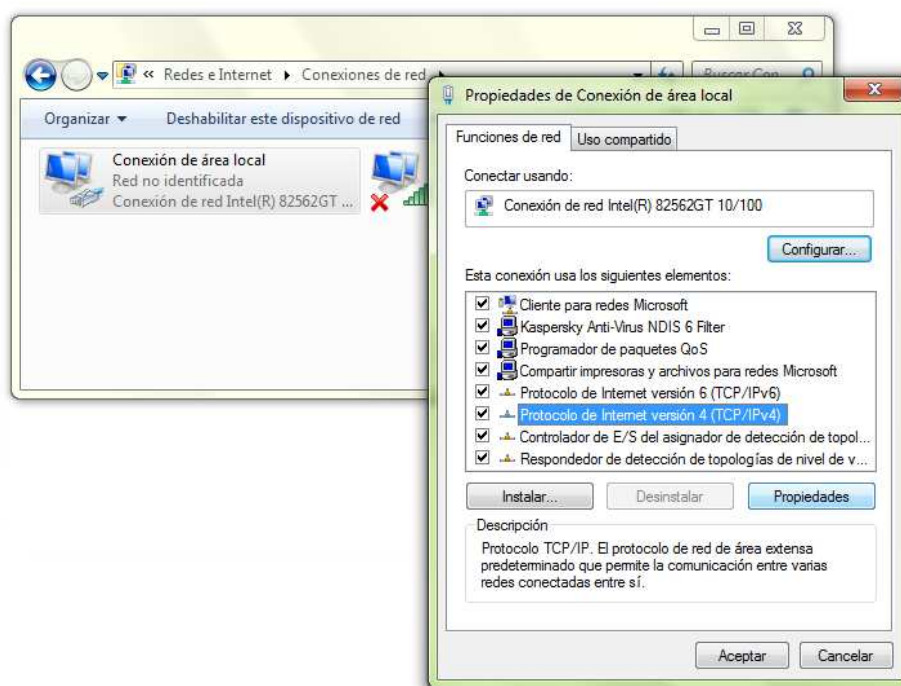 « Redes e Internet ▸ Conexiones de red ▸
Buscar Con...
Organizar ▾ Deshabilitar este dispositivo de red
Conexión de área local
Red no identificada
Conexión de red Intel(R) 82562GT ...
Propiedades de Conexión de área local
Funciones de red
Uso compartido
Conectar usando:
Conexión de red Intel(R) 82562GT 10/100
Configurar...
Esta conexión usa los siguientes elementos:
Cliente para redes Microsoft
Kaspersky Anti-Virus NDIS 6 Filter
Programador de paquetes QoS
Compartir impresoras y archivos para redes Microsoft
Protocolo de Internet versión 6 (TCP/IPv6)
Protocolo de Internet versión 4 (TCP/IPv4)
Controlador de E/S del asignador de detección de topol...
Respondedor de detección de topologías de nivel de v...
Instalar... Desinstalar Propiedades
Descripción
Protocolo TCP/IP. El protocolo de red de área extensa
predeterminado que permite la comunicación entre varias
redes conectadas entre sí.
Aceptar Cancelar